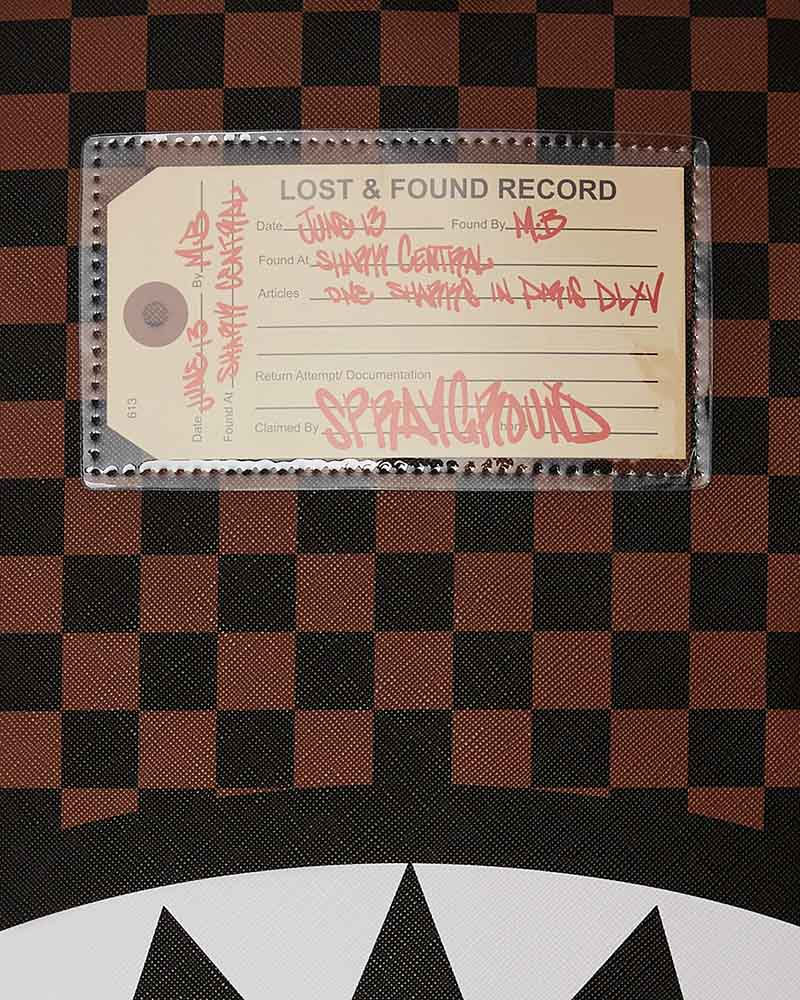 LOST & FOUND RECORD
Date JUNE 13 Found By M.B
Found At SHARK CENTRAL
Articles ONE SHARKS IN PARIS DLXV
Return Attempt/ Documentation
Claimed By SPRAYGROUND
Date JUNE 13 By M.B
Found At SHARK CENTRAL
613